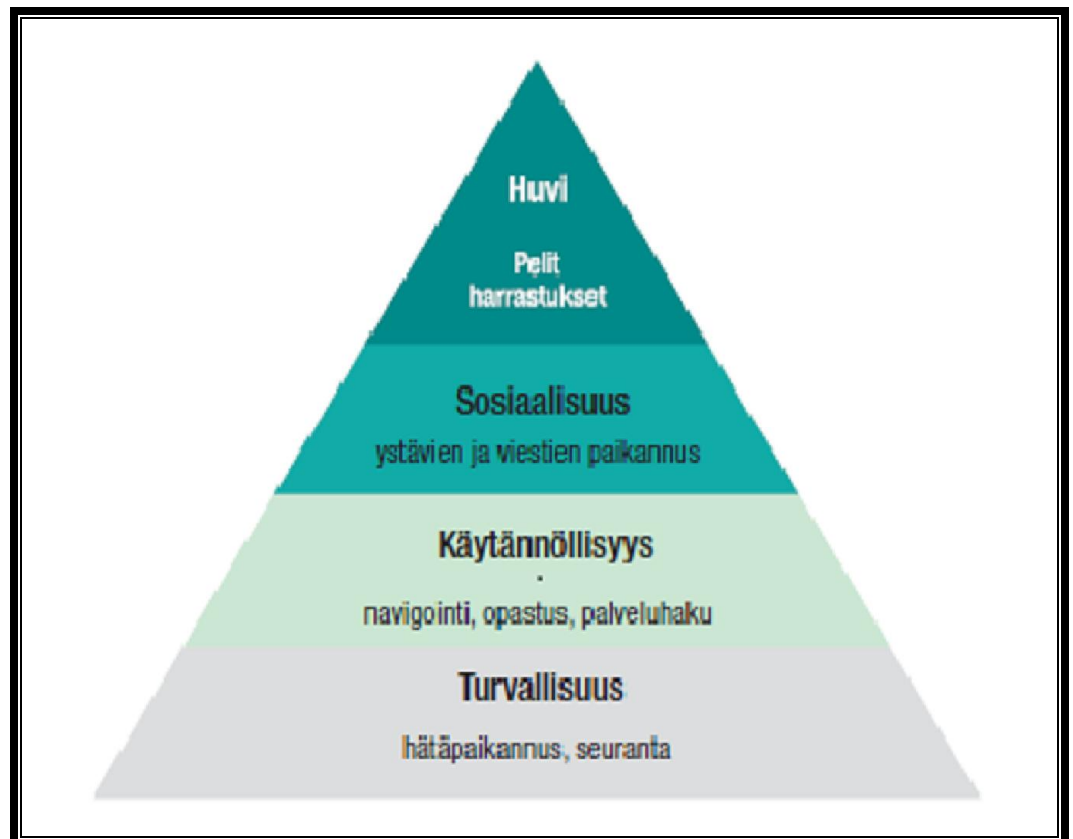 Huvi
Pelit
harrastukset
Sosiaalisuus
ystävien ja viestien paikannus
Käytännöllisyys
navigointi, opastus, palveluhaku
Turvallisuus
hätäpaikannus, seuranta